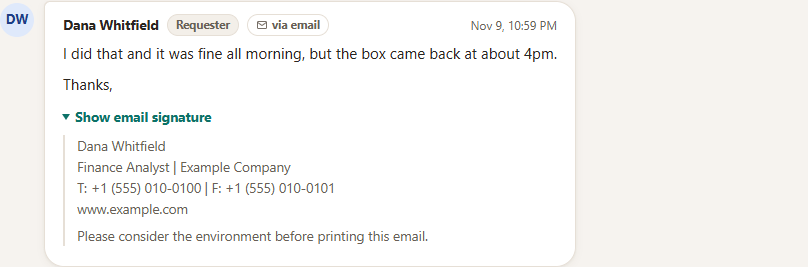 DW
Dana Whitfield Requester via email Nov 9, 10:59 PM
I did that and it was fine all morning, but the box came back at about 4pm.
Thanks,
Show email signature
Dana Whitfield
Finance Analyst | Example Company
T: +1 (555) 010-0100 | F: +1 (555) 010-0101
www.example.com
Please consider the environment before printing this email.